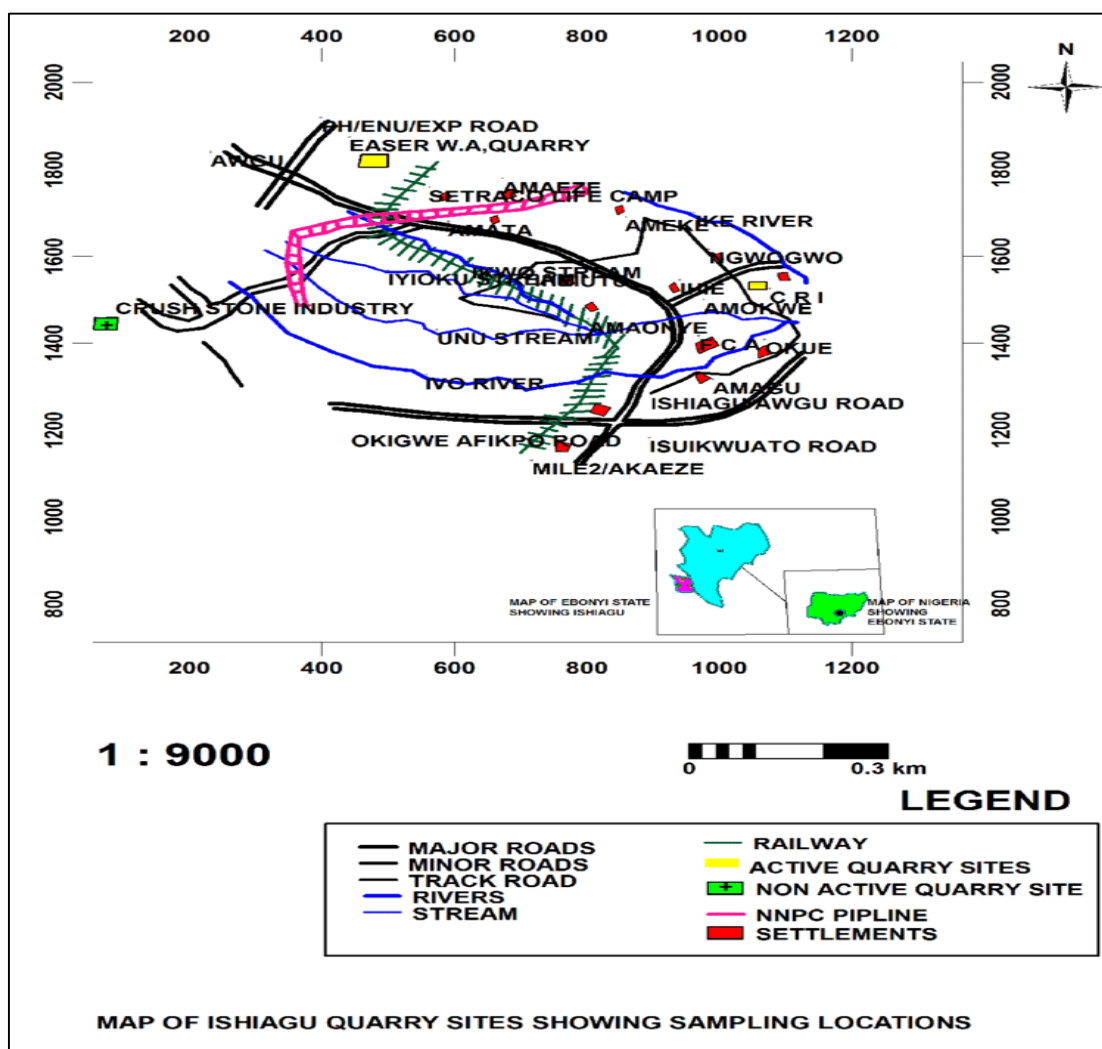 200 400 600 800 1000 1200
N
2000 2000
PH/ENU/EXP ROAD
EASER W.A,QUARRY
AWGU
1800 1800
AMAEZE
SETRACO LIFE CAMP
IKE RIVER
AMEKE
AMATA
1600 1600
NGWOGWO
IKWO STREAM
IYIOKU STREAM
IHIE
C R I
CRUSH STONE INDUSTRY
AMOKWE
AMAONYE
UNU STREAM
1400 1400
F C A
OKUE
IVO RIVER
AMAGU
ISHIAGU AWGU ROAD
1200 1200
OKIGWE AFIKPO ROAD
ISUIKWUATO ROAD
MILE2/AKAEZE
1000 1000
MAP OF EBONYI STATE
SHOWING ISHIAGU
MAP OF NIGERIA
SHOWING
EBONYI STATE
800 800
200 400 600 800 1000 1200
1 : 9000
0 0.3 km
LEGEND
MAJOR ROADS
MINOR ROADS
TRACK ROAD
RIVERS
STREAM
RAILWAY
ACTIVE QUARRY SITES
NON ACTIVE QUARRY SITE
NNPC PIPLINE
SETTLEMENTS
MAP OF ISHIAGU QUARRY SITES SHOWING SAMPLING LOCATIONS